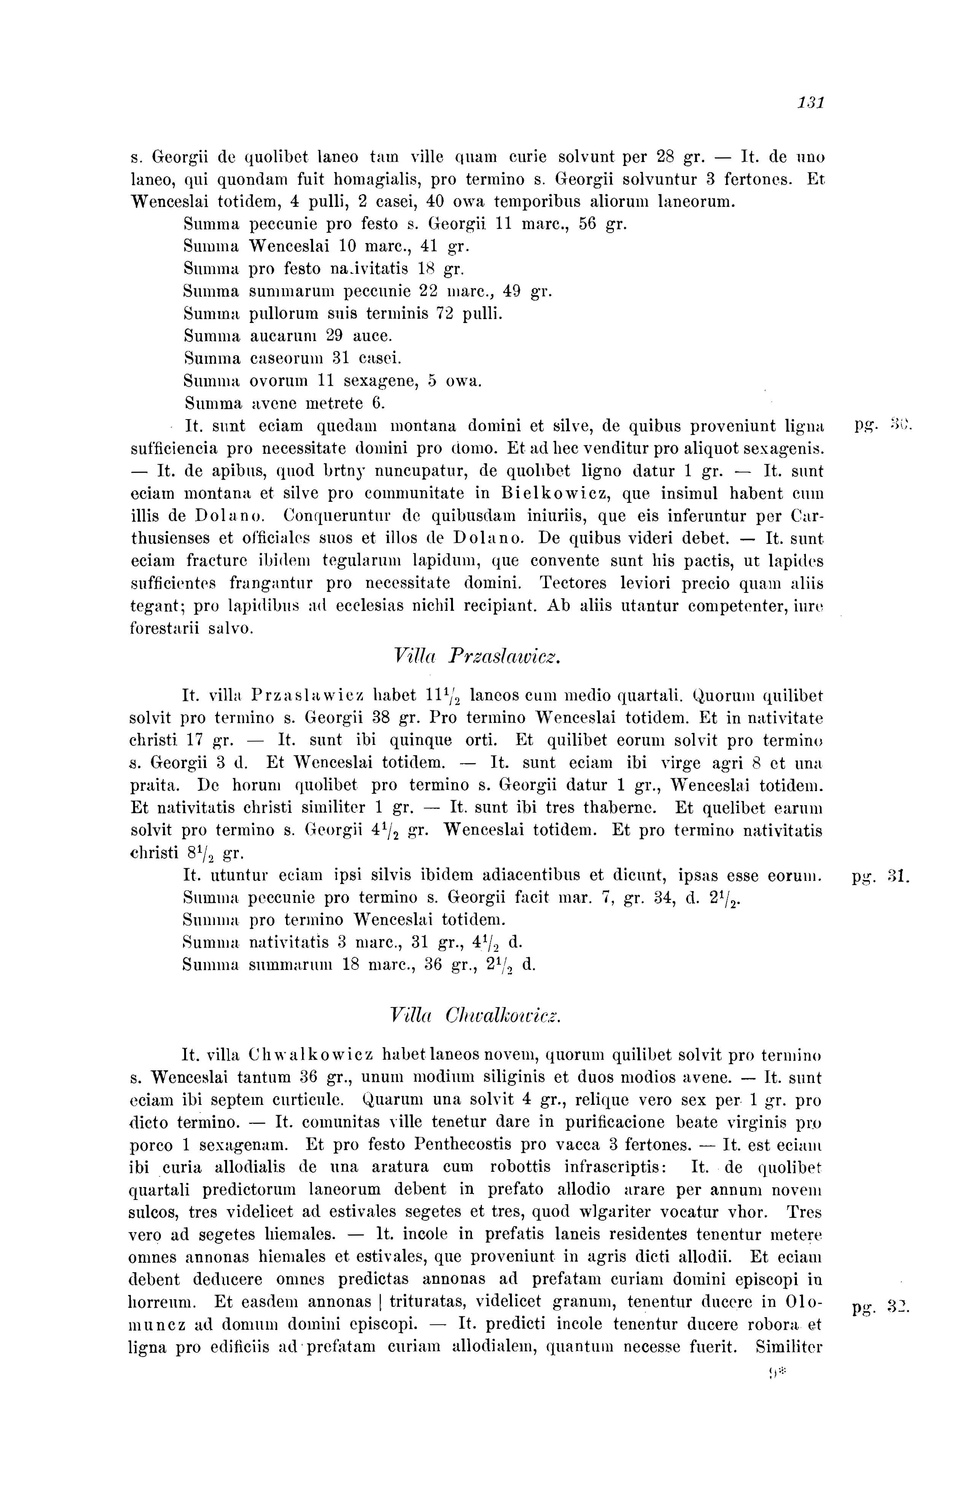 131
s. Georgii de quolibet laneo tam ville quam curie solvunt per 28 gr. — It. de uno
laneo, qui quondam fuit homagialis, pro termino s. Georgii solvuntur 3 fertones. Et
Wenceslai totidem, 4 pulli, 2 casei, 40 owa temporibus aliorum laneorum.
Summa peccunie pro festo s. Georgii 11 marc., 56 gr.
Summa Wenceslai 10 marc., 41 gr.
Summa pro festo na.ivitatis 18 gr.
Summa summarum peccunie 22 marc., 49 gr.
Summa pullorum suis terminis 72 pulli.
Summa aucarum 29 auce.
Summa caseorum 31 casei.
Summa ovorum 11 sexagene, 5 owa.
Summa avene metrete 6.
It. sunt eciam quedam montana domini et silve, de quibus proveniunt ligna pg. 30.
sufficiencia pro necessitate domini pro domo. Et ad hec venditur pro aliquot sexagenis.
— It. de apibus, quod brtny nuncupatur, de quolibet ligno datur 1 gr. — It. sunt
eciam montana et silve pro communitate in Bielkowicz, que insimul habent cum
illis de Dolano. Conqueruntur de quibusdam iniuriis, que eis inferuntur per Car-
thusienses et officiales suos et illos de Dolano. De quibus videri debet. — It. sunt
eciam fracture ibidem tegularum lapidum, que convente sunt his pactis, ut lapides
sufficientes frangantur pro necessitate domini. Tectores leviori precio quam aliis
tegant; pro lapidibus ad ecclesias nichil recipiant. Ab aliis utantur competenter, iure
forestarii salvo.
Villa Przaslawicz.
It. villa Przaslawicz habet 11 1/2 laneos cum medio quartali. Quorum quilibet
solvit pro termino s. Georgii 38 gr. Pro termino Wenceslai totidem. Et in nativitate
christi 17 gr. — It. sunt ibi quinque orti. Et quilibet eorum solvit pro termino
s. Georgii 3 d. Et Wenceslai totidem. — It. sunt eciam ibi virge agri 8 et una
praita. De horum quolibet pro termino s. Georgii datur 1 gr., Wenceslai totidem.
Et nativitatis christi similiter 1 gr. — It. sunt ibi tres thaberne. Et quelibet earum
solvit pro termino s. Georgii 4 1/2 gr. Wenceslai totidem. Et pro termino nativitatis
christi 8 1/2 gr.
It. utuntur eciam ipsi silvis ibidem adiacentibus et dicunt, ipsas esse eorum. pg. 31.
Summa peccunie pro termino s. Georgii facit mar. 7, gr. 34, d. 2 1/2.
Summa pro termino Wenceslai totidem.
Summa nativitatis 3 marc., 31 gr., 4 1/2 d.
Summa summarum 18 marc., 36 gr., 2 1/2 d.
Villa Chwalkowicz.
It. villa Chwalkowicz habet laneos novem, quorum quilibet solvit pro termino
s. Wenceslai tantum 36 gr., unum modium siliginis et duos modios avene. — It. sunt
eciam ibi septem curticule. Quarum una solvit 4 gr., relique vero sex per 1 gr. pro
dicto termino. — It. comunitas ville tenetur dare in purificacione beate virginis pro
porco 1 sexagenam. Et pro festo Penthecostis pro vacca 3 fertones. — It. est eciam
ibi curia allodialis de una aratura cum robottis infrascriptis: It. de quolibet
quartali predictorum laneorum debent in prefato allodio arare per annum novem
sulcos, tres videlicet ad estivales segetes et tres, quod wlgariter vocatur vhor. Tres
vero ad segetes hiemales. — It. incole in prefatis laneis residentes tenentur metere
omnes annonas hiemales et estivales, que proveniunt in agris dicti allodii. Et eciam
debent deducere omnes predictas annonas ad prefatam curiam domini episcopi in
horreum. Et easdem annonas | trituratas, videlicet granum, tenentur ducere in Olo- pg. 32.
muncz ad domum domini episcopi. — It. predicti incole tenentur ducere robora et
ligna pro edificiis ad prefatam curiam allodialem, quantum necesse fuerit. Similiter
9*